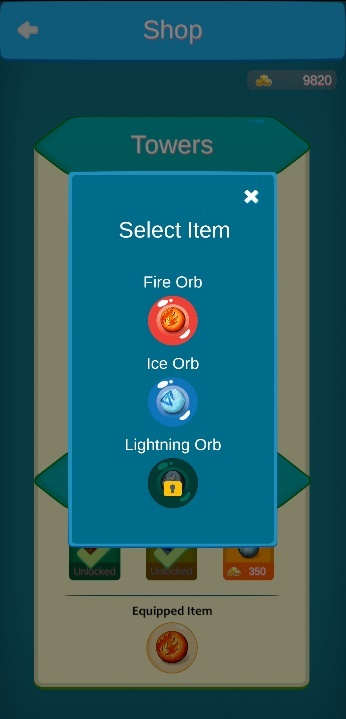 Shop
9820
Towers
Select Item
Fire Orb
Ice Orb
Lightning Orb
Unlocked
Unlocked
350
Equipped Item